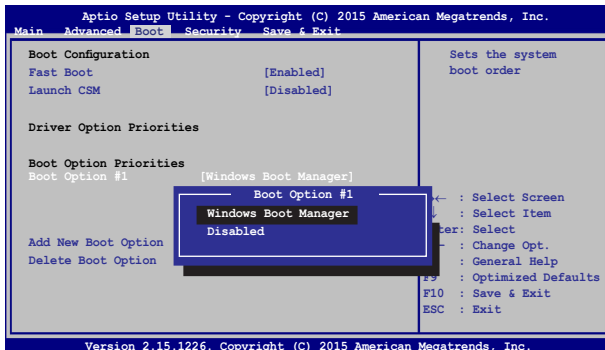 Aptio Setup Utility - Copyright (C) 2015 American Megatrends, Inc.
Main Advanced Boot Security Save & Exit
Boot Configuration
Fast Boot [Enabled]
Launch CSM [Disabled]
Driver Option Priorities
Boot Option Priorities
Boot Option #1 [Windows Boot Manager]
Boot Option #1
Windows Boot Manager
Disabled
Add New Boot Option
Delete Boot Option
Sets the system
boot order
: Select Screen
: Select Item
: Select
: Change Opt.
: General Help
F9 : Optimized Defaults
F10 : Save & Exit
ESC : Exit
Version 2.15.1226. Copyright (C) 2015 American Megatrends, Inc.